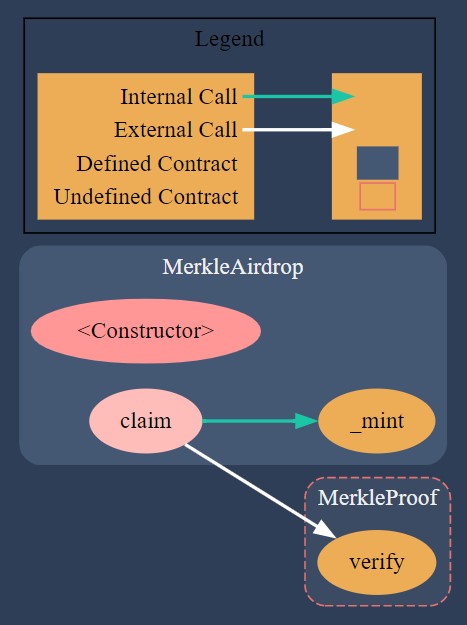 Legend
Internal Call
External Call
Defined Contract
Undefined Contract
MerkleAirdrop
<Constructor>
claim
_mint
MerkleProof
verify